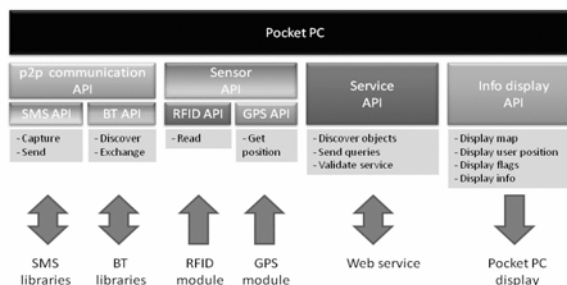 Pocket PC
p2p communication
API
SMS API
BT API
- Capture
- Send
- Discover
- Exchange
Sensor
API
RFID API
GPS API
- Read
- Get
position
Service
API
- Discover objects
- Send queries
- Validate service
Info display
API
- Display map
- Display user position
- Display flags
- Display info
SMS
libraries
BT
libraries
RFID
module
GPS
module
Web service
Pocket PC
display